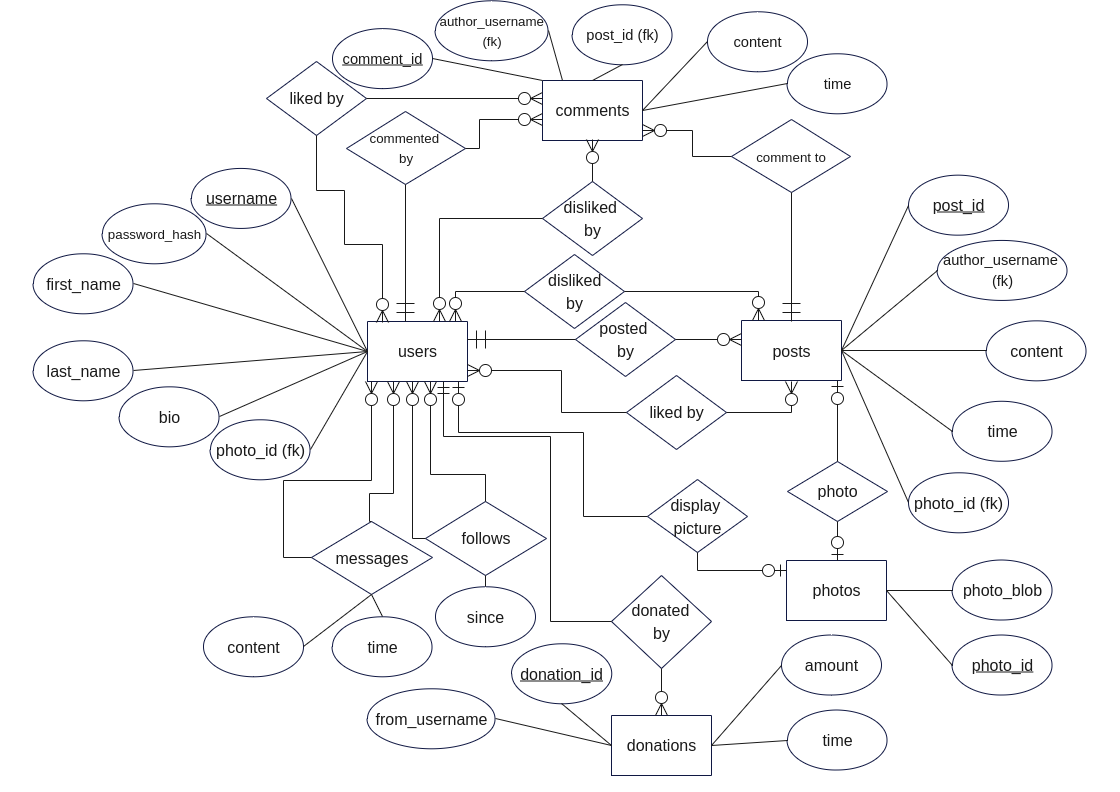 author_username
(fk)
post_id (fk)
content
comment_id
time
liked by
comments
commented
by
comment to
username
disliked
by
post_id
password_hash
first_name
disliked
by
author_username
(fk)
posted
by
users
posts
content
last_name
bio
liked by
time
photo_id (fk)
photo
display
picture
photo_id (fk)
messages
follows
photos
photo_blob
content
time
since
donated
by
donation_id
amount
photo_id
from_username
donations
time